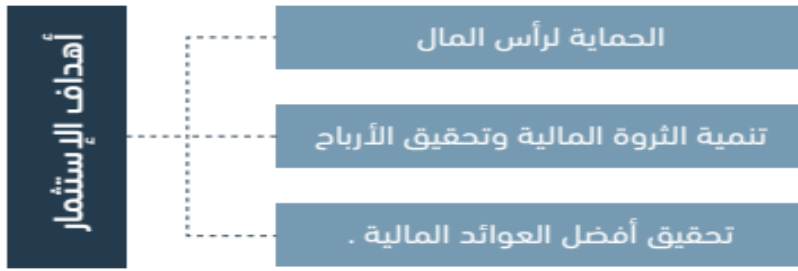 أهداف الإستثمار
الحماية لرأس المال
تنمية الثروة المالية وتحقيق الأرباح
تحقيق أفضل العوائد المالية .